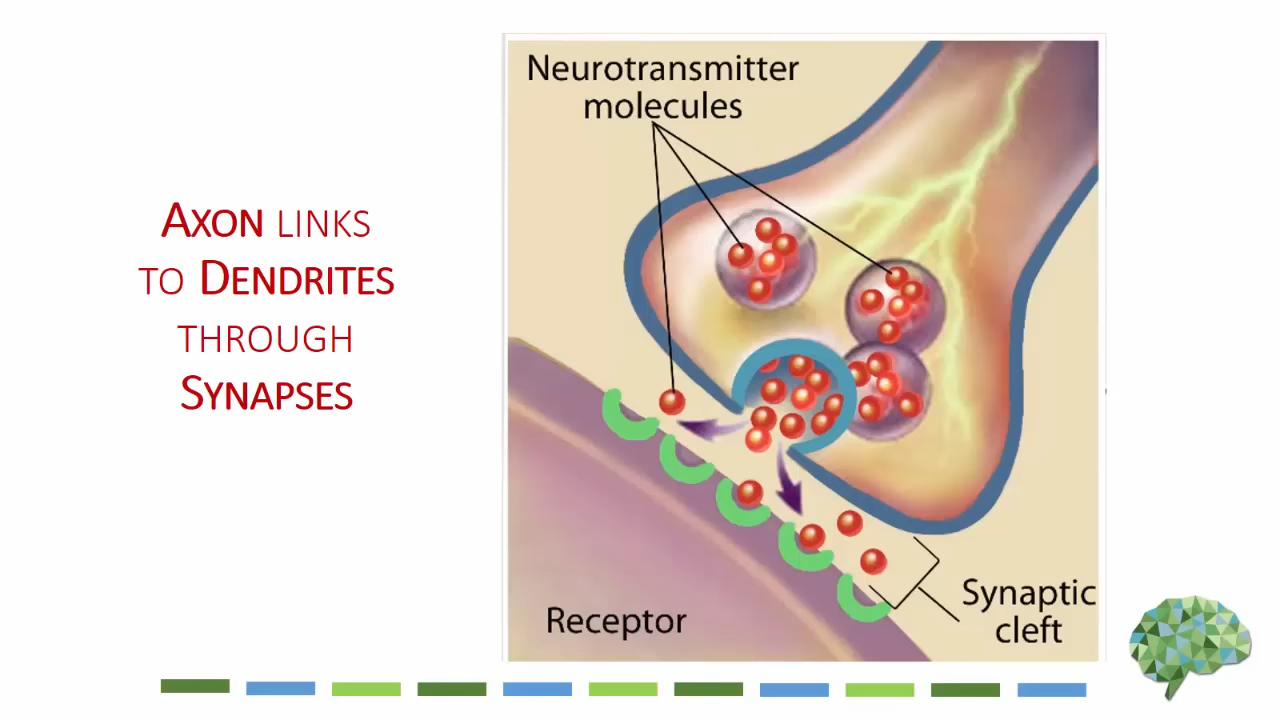 AXON LINKS
TO DENDRITES
THROUGH
SYNAPSES
Neurotransmitter
molecules
Receptor
Synaptic
cleft